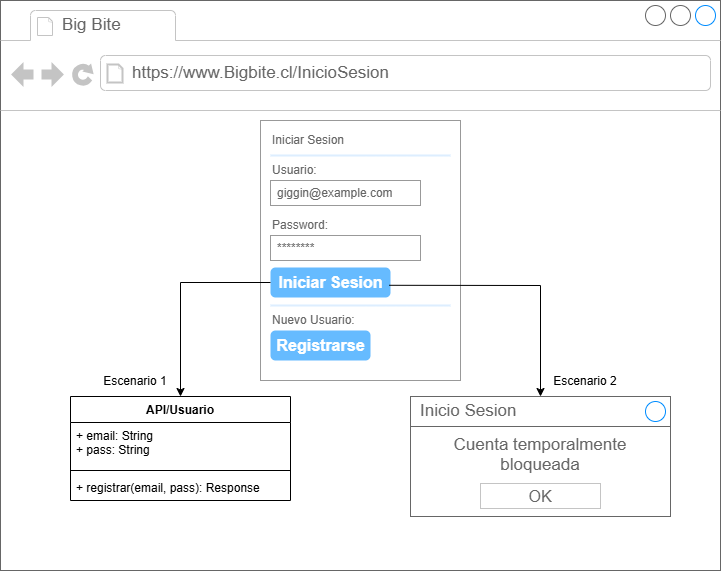 Big Bite
https://www.Bigbite.cl/InicioSesion
Iniciar Sesion
Usuario:
giggin@example.com
Password:
********
Iniciar Sesion
Nuevo Usuario:
Registrarse
Escenario 1
Escenario 2
API/Usuario
+ email: String
+ pass: String
+ registrar(email, pass): Response
Inicio Sesion
Cuenta temporalmente
bloqueada
OK